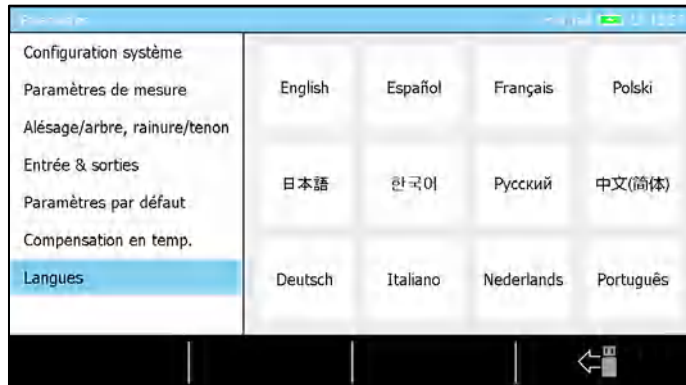 Configuration système
Paramètres de mesure
Alésage/arbre, rainure/tenon
Entrée & sorties
Paramètres par défaut
Compensation en temp.
Langues
English Español Français Polski
日本語 한국어 Русский 中文(简体)
Deutsch Italiano Nederlands Português